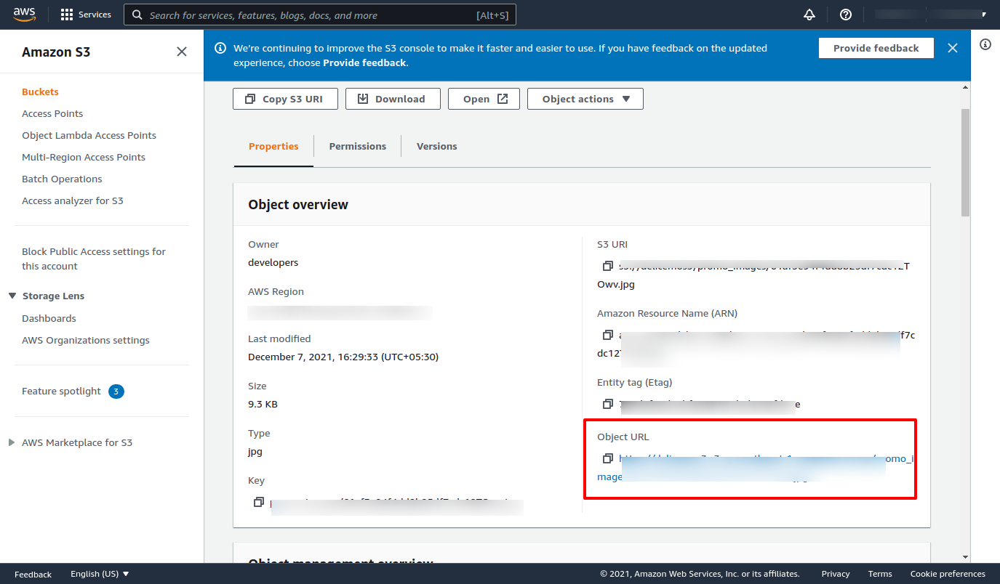 aws
Services
Search for services, features, blogs, docs, and more
[Alt+S]
Amazon S3
We're continuing to improve the S3 console to make it faster and easier to use. If you have feedback on the updated
experience, choose Provide feedback.
Provide feedback
Buckets
Access Points
Object Lambda Access Points
Multi-Region Access Points
Batch Operations
Access analyzer for S3
Block Public Access settings for
this account
Storage Lens
Dashboards
AWS Organizations settings
Feature spotlight 3
AWS Marketplace for S3
Copy S3 URI
Download
Open
Object actions
Properties
Permissions
Versions
Object overview
Owner
developers
AWS Region
Last modified
December 7, 2021, 16:29:33 (UTC+05:30)
Size
9.3 KB
Type
jpg
Key
S3 URI
Owv.jpg
Amazon Resource Name (ARN)
Entity tag (Etag)
Object URL
Object management overview
Feedback
English (US)
© 2021, Amazon Web Services, Inc. or its affiliates.
Privacy
Terms
Cookie preferences